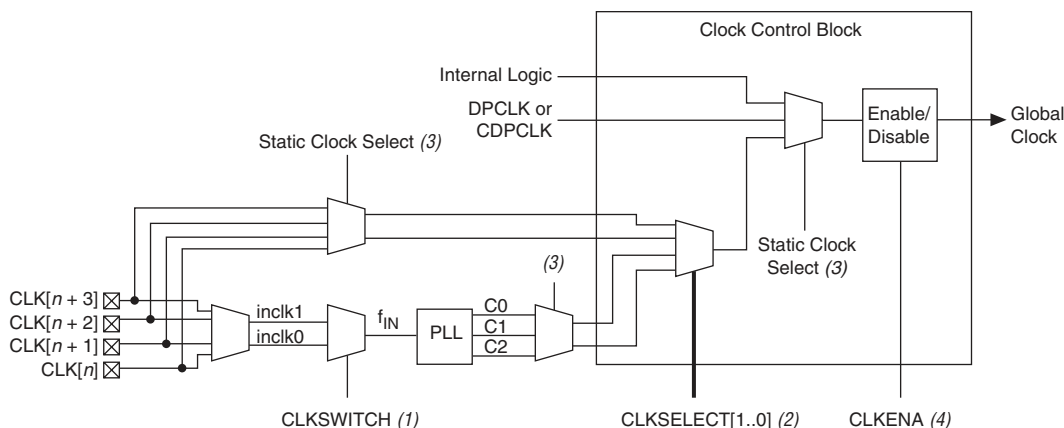 Clock Control Block
Internal Logic
DPCLK or
CDPCLK
Enable/
Disable
Global
Clock
Static Clock Select (3)
Static Clock
Select (3)
(3)
CLK[n + 3]
CLK[n + 2]
CLK[n + 1]
CLK[n]
inclk1
inclk0
fIN
PLL
C0
C1
C2
CLKSWITCH (1)
CLKSELECT[1..0] (2)
CLKENA (4)